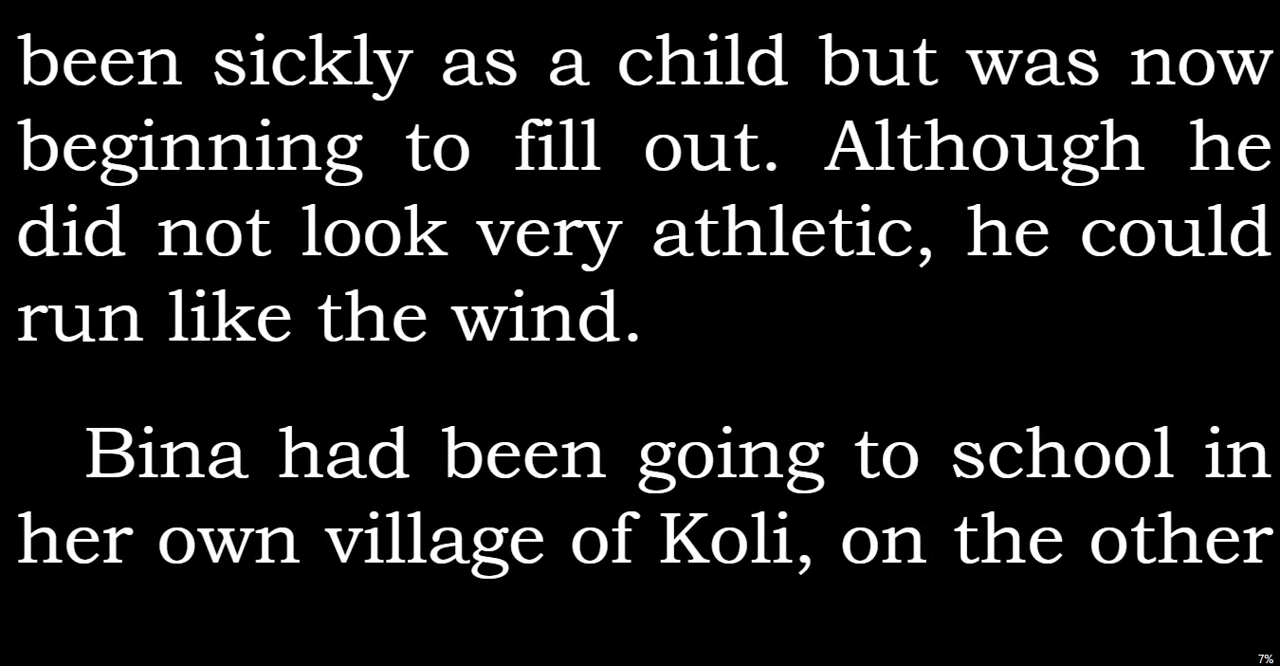 been sickly as a child but was now
beginning to fill out. Although he
did not look very athletic, he could
run like the wind.
Bina had been going to school in
her own village of Koli, on the other
7%